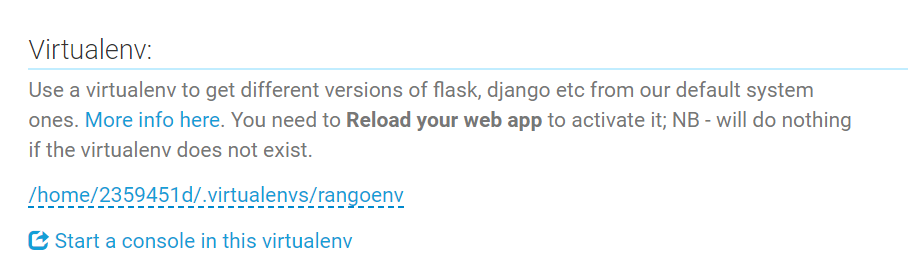 Virtualenv:
Use a virtualenv to get different versions of flask, django etc from our default system
ones. More info here. You need to Reload your web app to activate it; NB - will do nothing
if the virtualenv does not exist.
/home/2359451d/.virtualenvs/rangoenv
Start a console in this virtualenv